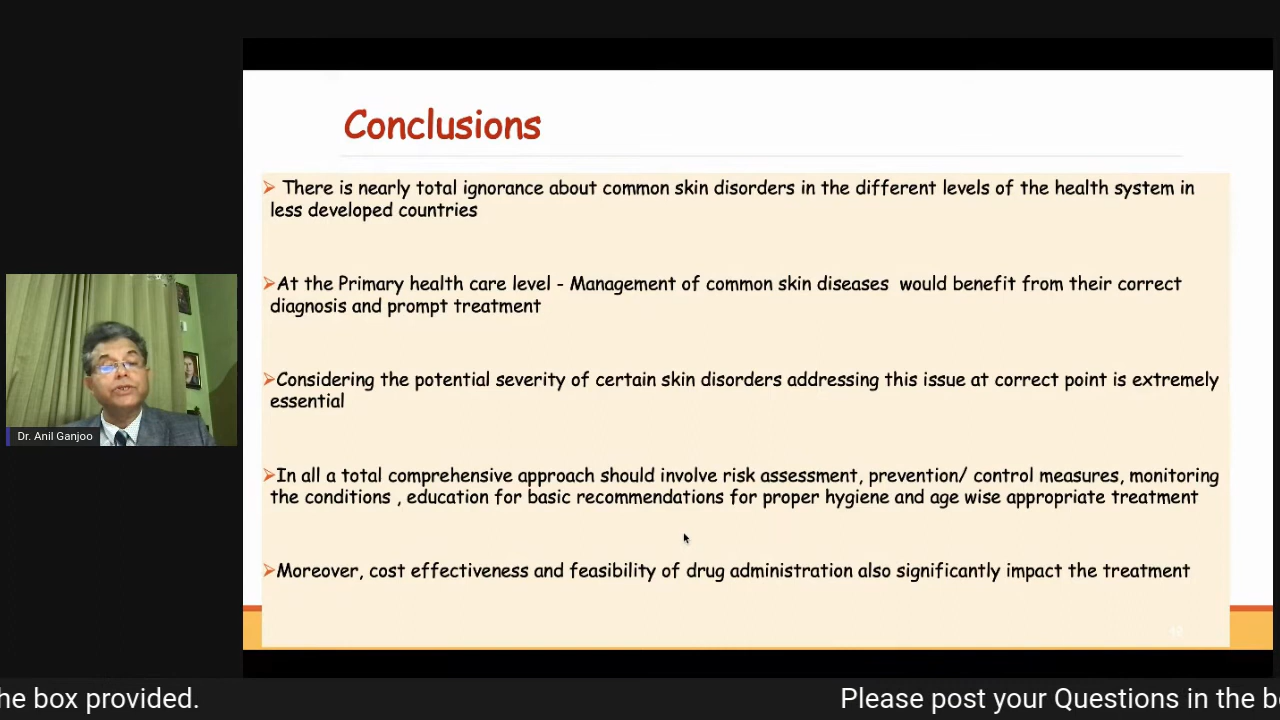 Conclusions
There is nearly total ignorance about common skin disorders in the different levels of the health system in
less developed countries
At the Primary health care level - Management of common skin diseases would benefit from their correct
diagnosis and prompt treatment
Considering the potential severity of certain skin disorders addressing this issue at correct point is extremely
essential
In all a total comprehensive approach should involve risk assessment, prevention/ control measures, monitoring
the conditions , education for basic recommendations for proper hygiene and age wise appropriate treatment
Moreover, cost effectiveness and feasibility of drug administration also significantly impact the treatment
Dr. Anil Ganjoo
he box provided.
Please post your Questions in the b